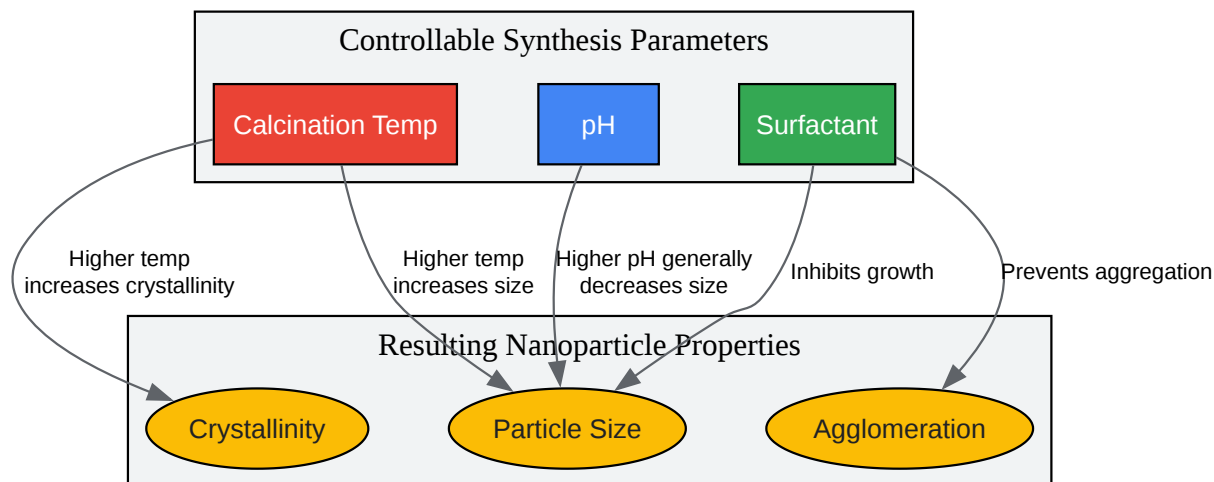 Controllable Synthesis Parameters
Calcination Temp
pH
Surfactant
Higher temp
increases crystallinity
Higher temp
increases size
Higher pH generally
decreases size
Inhibits growth
Prevents aggregation
Resulting Nanoparticle Properties
Crystallinity
Particle Size
Agglomeration